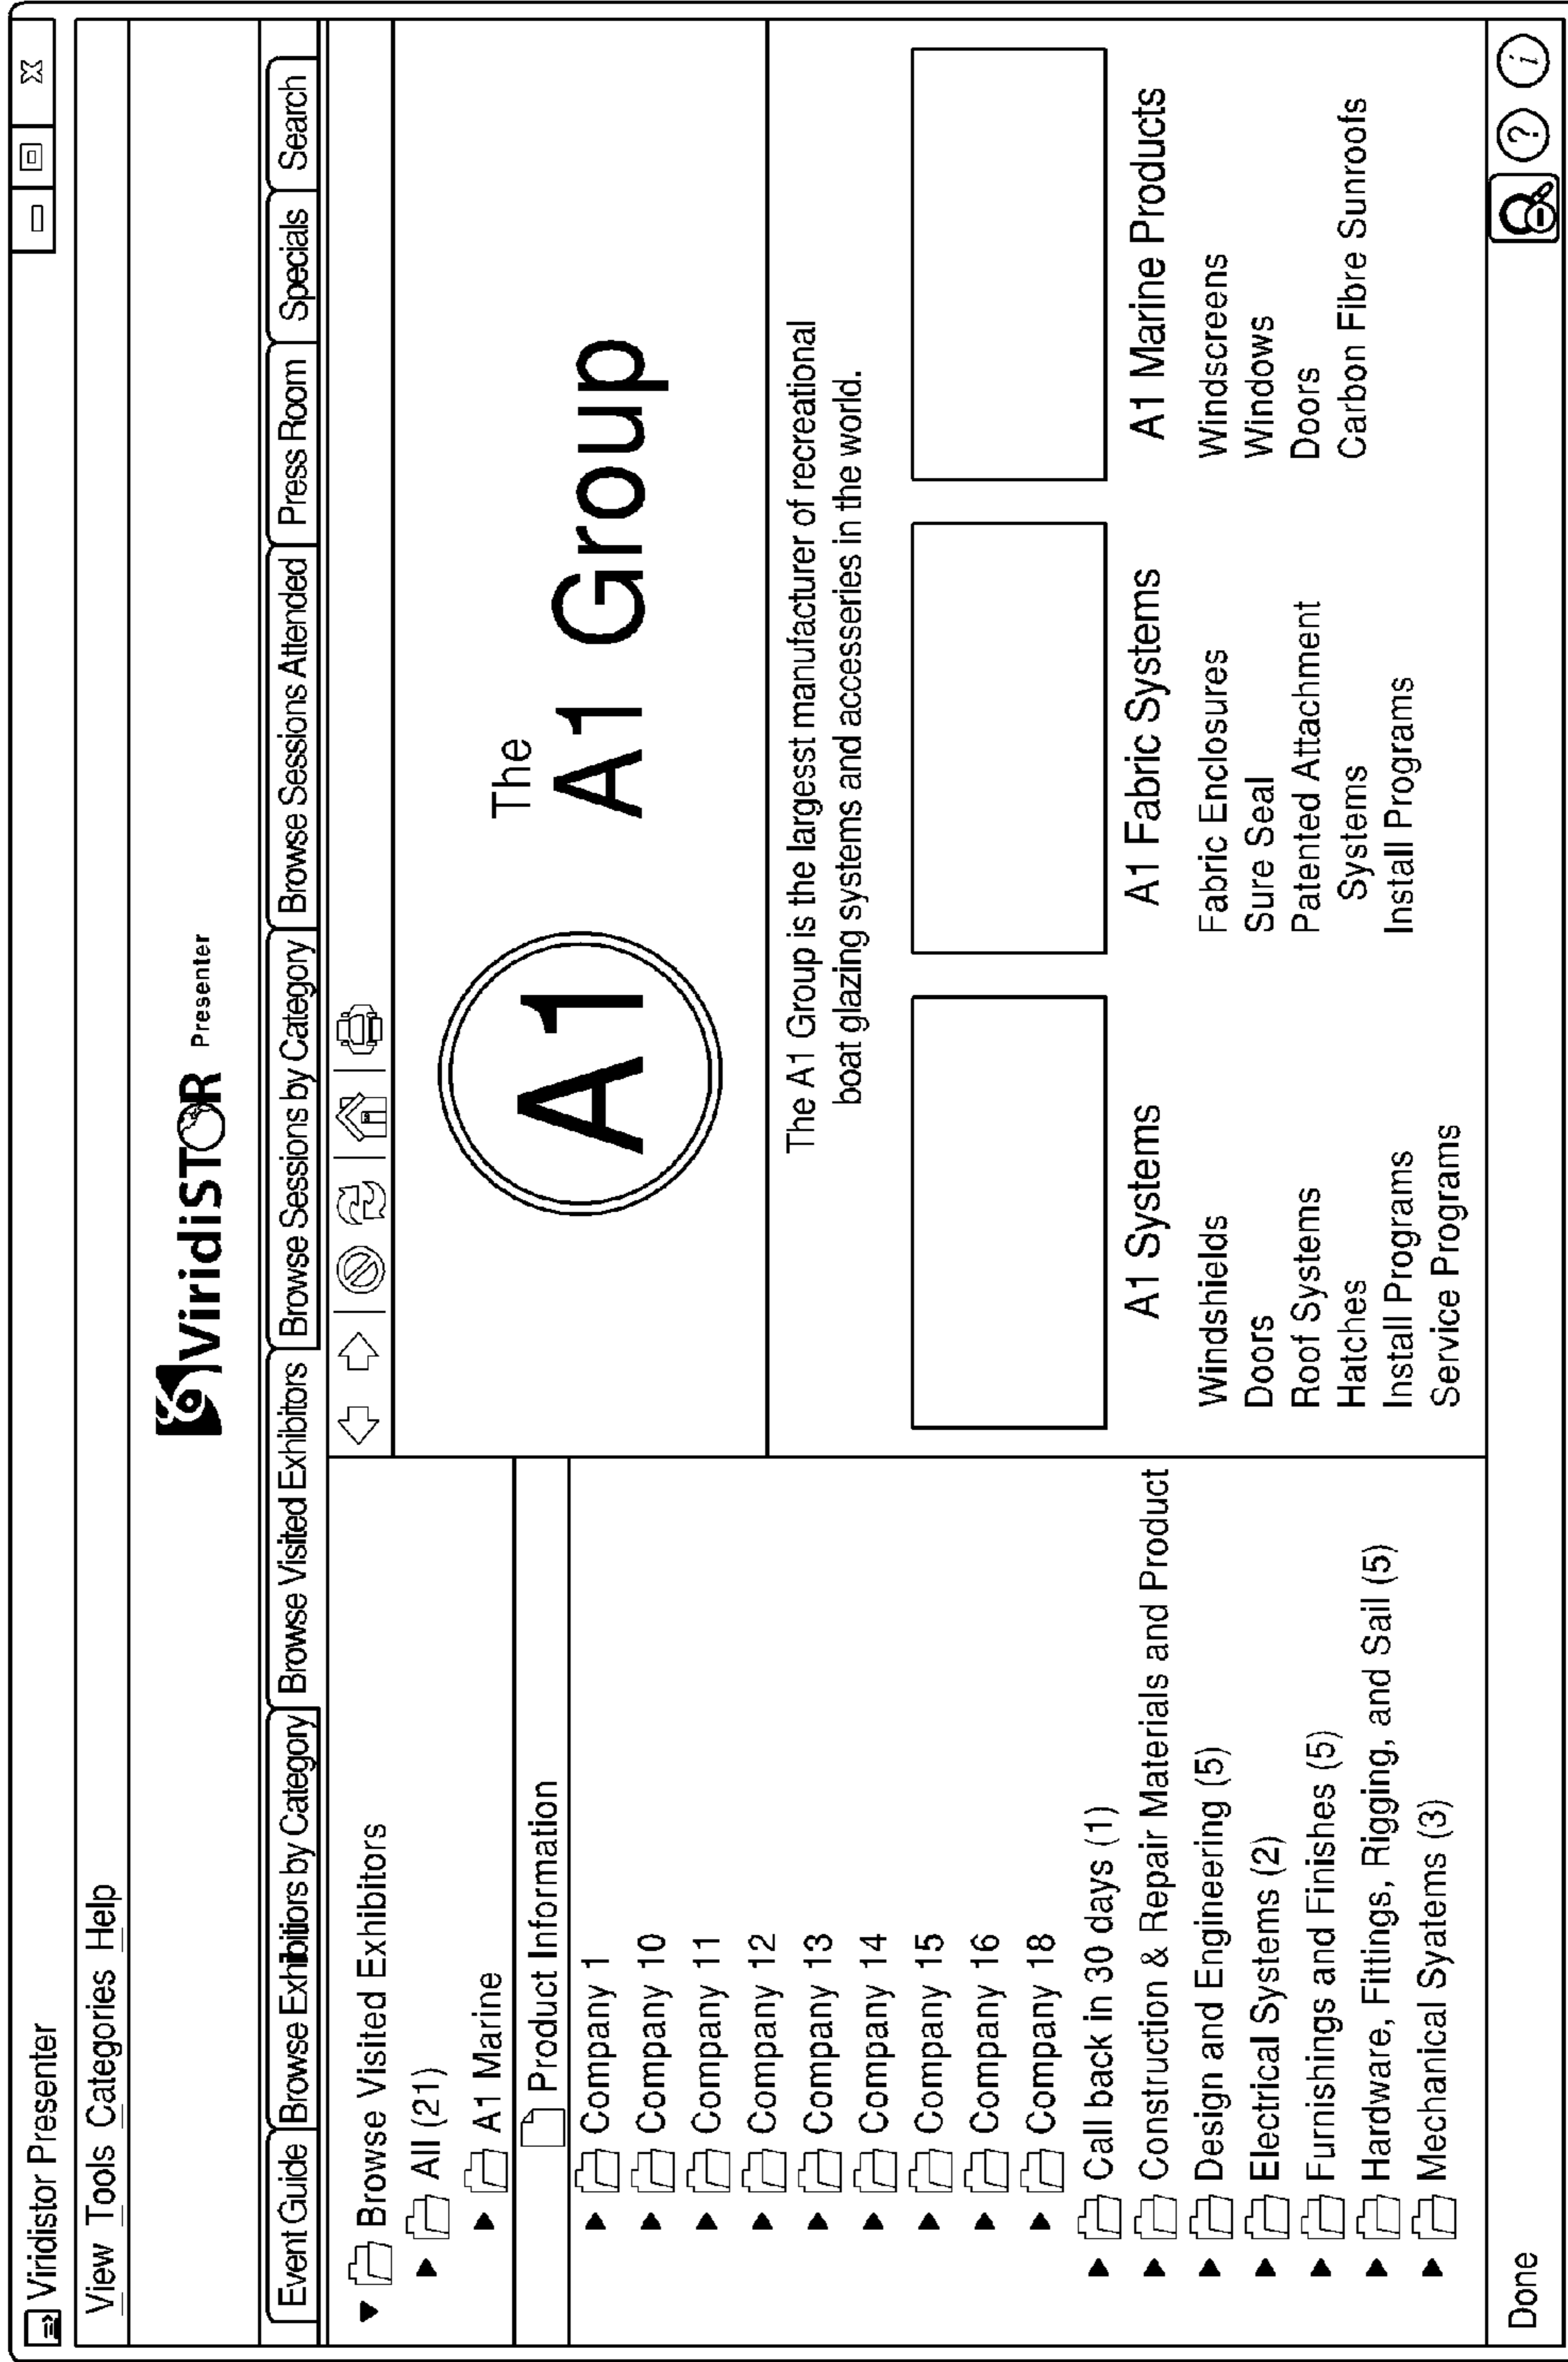 Viridistor Presenter
View Tools Categories Help
ViridiSTOR Presenter
Event Guide Browse Exhibitiors by Category Browse Visited Exhibitors Browse Sessions by Category Browse Sessions Attended Press Room Specials Search
Browse Visited Exhibitors
All (21)
A1 Marine
Product Information
Company 1
Company 10
Company 11
Company 12
Company 13
Company 14
Company 15
Company 16
Company 18
Call back in 30 days (1)
Construction & Repair Materials and Product
Design and Engineering (5)
Electrical Systems (2)
Furnishings and Finishes (5)
Hardware, Fittings, Rigging, and Sail (5)
Mechanical Syatems (3)
A1
The
A1 Group
The A1 Group is the largesst manufacturer of recreational
boat glazing systems and accesseries in the world.
A1 Systems
Windshields
Doors
Roof Systems
Hatches
Install Programs
Service Programs
A1 Fabric Systems
Fabric Enclosures
Sure Seal
Patented Attachment
Systems
Install Programs
A1 Marine Products
Windscreens
Windows
Doors
Carbon Fibre Sunroofs
Done
? i